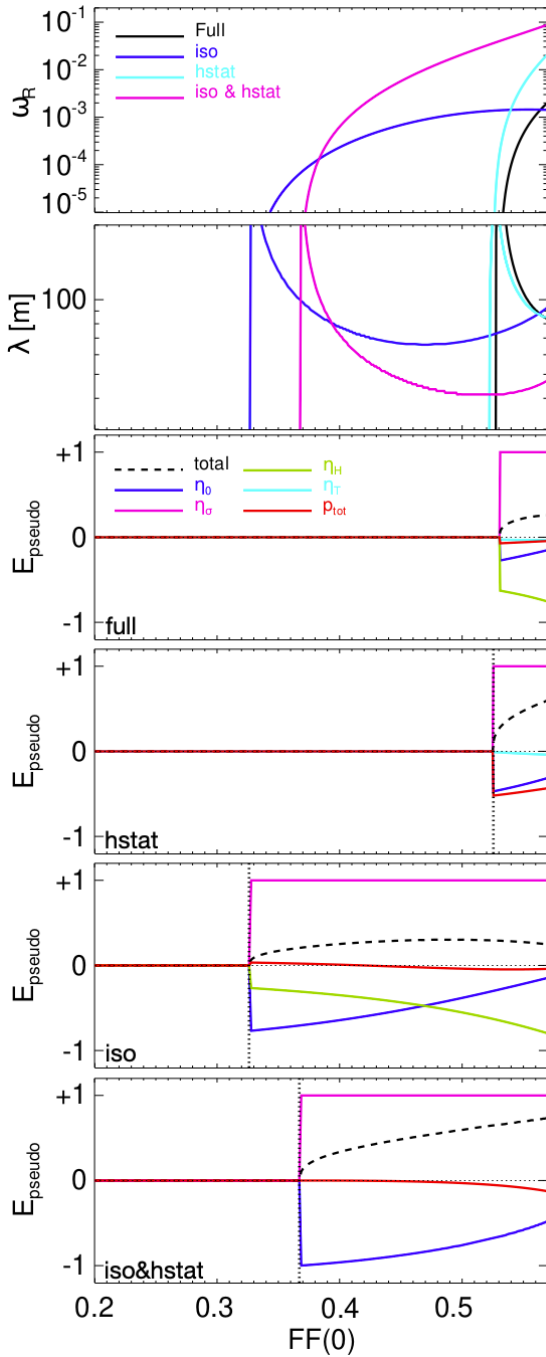 10⁻¹
10⁻²
10⁻³
10⁻⁴
10⁻⁵
ω_R
Full
iso
hstat
iso & hstat
100
λ [m]
+1
0
-1
E_pseudo
total
η_0
η_σ
η_H
η_T
p_tot
full
+1
0
-1
E_pseudo
hstat
+1
0
-1
E_pseudo
iso
+1
0
-1
E_pseudo
iso&hstat
0.2
0.3
0.4
0.5
FF(0)